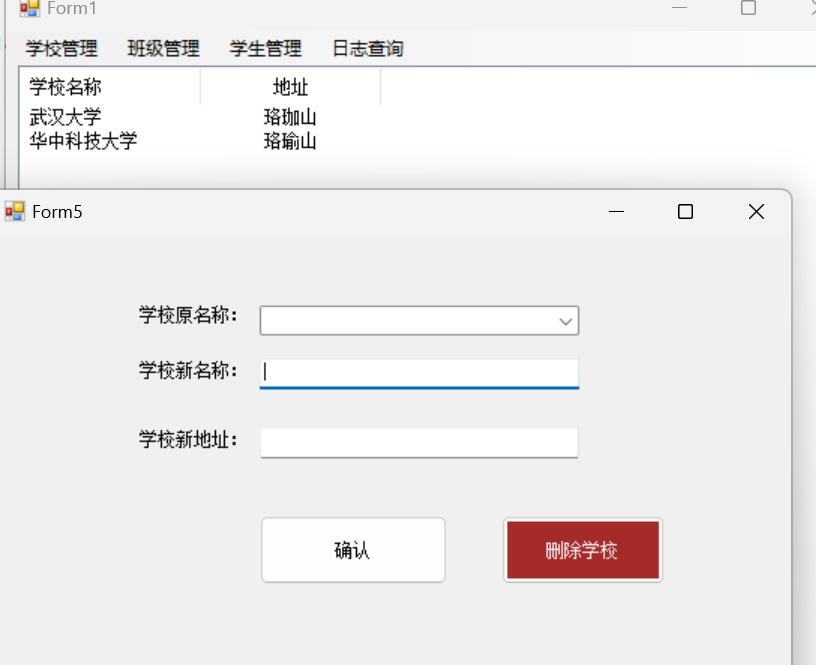 Form1
学校管理 班级管理 学生管理 日志查询
学校名称 地址
武汉大学 珞珈山
华中科技大学 珞瑜山
Form5
学校原名称：
学校新名称：
学校新地址：
确认 删除学校